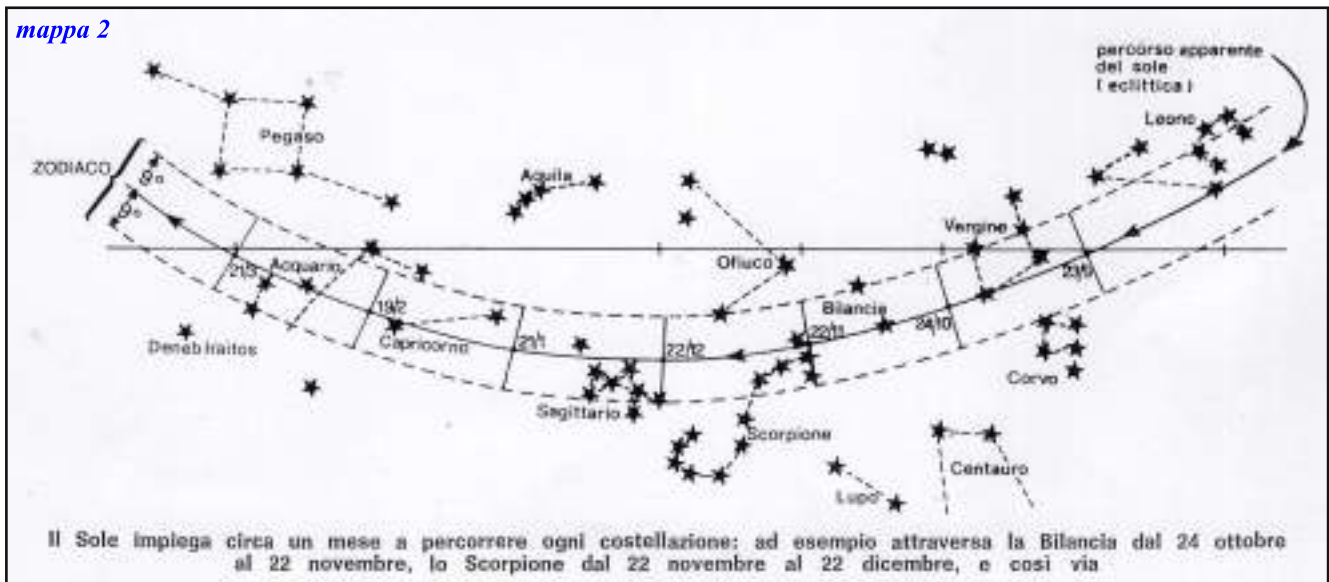 mappa 2
percorso apparente
del sole
( eclittica )
Leone
Pegaso
ZODIACO
9°
9°
Aquila
Vergine
Ofiuco
21/3
Acquario
19/2
Bilancia
23/9
24/10
22/11
Deneb Kaitos
Capricorno
21/1
22/12
Corvo
Sagittario
Scorpione
Centauro
Lupo
Il Sole impiega circa un mese a percorrere ogni costellazione: ad esempio attraversa la Bilancia dal 24 ottobre
al 22 novembre, lo Scorpione dal 22 novembre al 22 dicembre, e così via